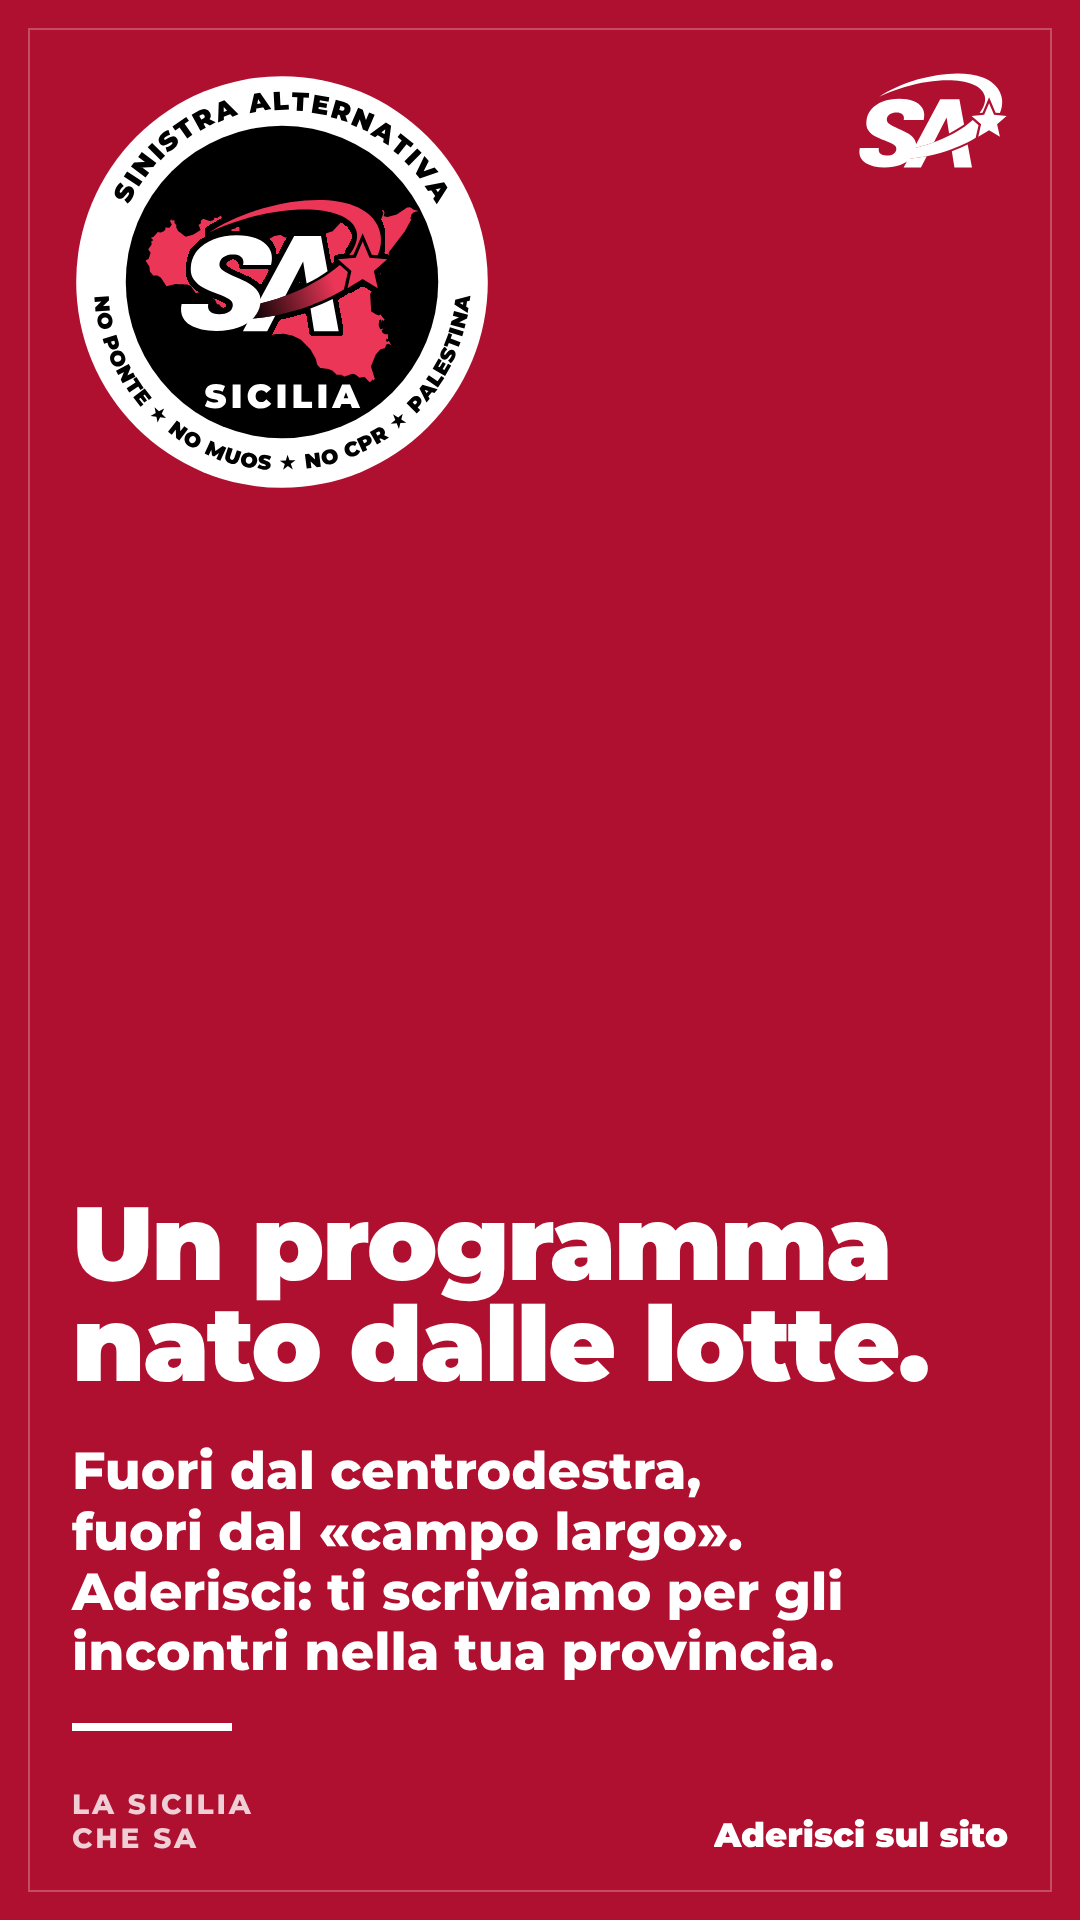 SINISTRA ALTERNATIVA
SA
SICILIA
NO PONTE ★ NO MUOS ★ NO CPR ★ PALESTINA
SA
Un programma
nato dalle lotte.
Fuori dal centrodestra,
fuori dal «campo largo».
Aderisci: ti scriviamo per gli
incontri nella tua provincia.
LA SICILIA
CHE SA
Aderisci sul sito